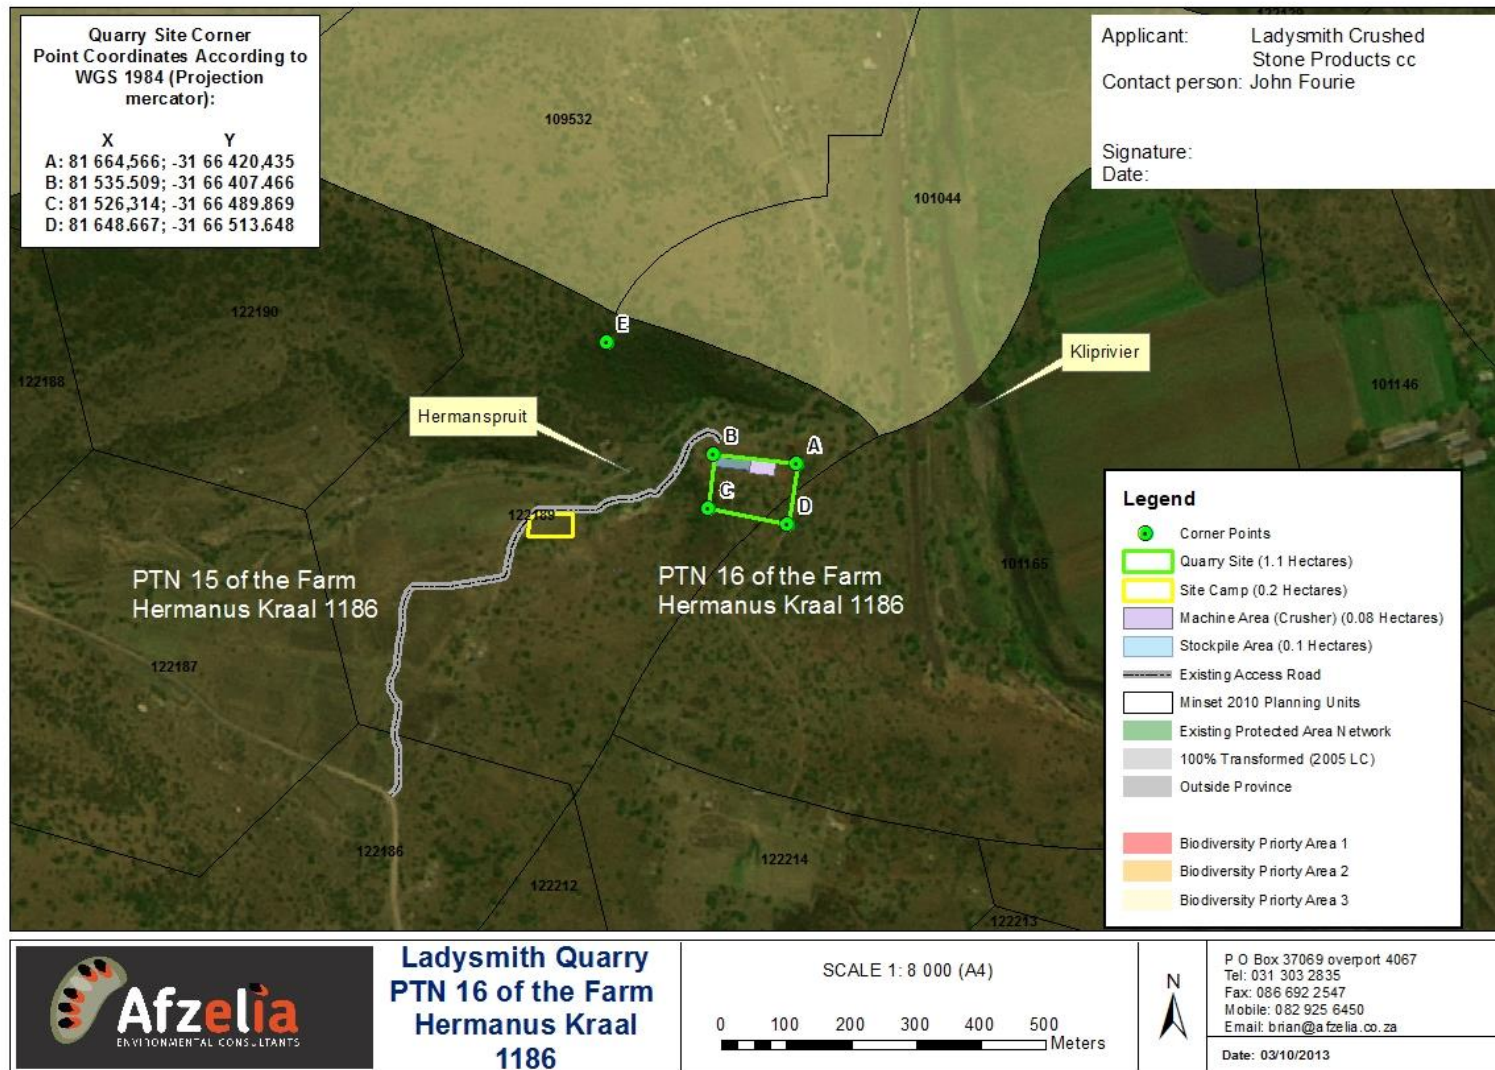 Quarry Site Corner
Point Coordinates According to
WGS 1984 (Projection
mercator):
X Y
A: 81 664,566; -31 66 420,435
B: 81 535.509; -31 66 407.466
C: 81 526,314; -31 66 489.869
D: 81 648.667; -31 66 513.648
Applicant: Ladysmith Crushed
Stone Products cc
Contact person: John Fourie
Signature:
Date:
109532
101044
122190
122188
E
Kliprivier
101146
Hermanspruit
B
A
C
D
122189
101165
PTN 15 of the Farm
Hermanus Kraal 1186
PTN 16 of the Farm
Hermanus Kraal 1186
122187
122186
122214
122212
122213
Legend
Corner Points
Quarry Site (1.1 Hectares)
Site Camp (0.2 Hectares)
Machine Area (Crusher) (0.08 Hectares)
Stockpile Area (0.1 Hectares)
Existing Access Road
Minset 2010 Planning Units
Existing Protected Area Network
100% Transformed (2005 LC)
Outside Province
Biodiversity Priorty Area 1
Biodiversity Priorty Area 2
Biodiversity Priorty Area 3
Afzelia
ENVIRONMENTAL CONSULTANTS
Ladysmith Quarry
PTN 16 of the Farm
Hermanus Kraal
1186
SCALE 1: 8 000 (A4)
0 100 200 300 400 500
Meters
N
P O Box 37069 overport 4067
Tel: 031 303 2835
Fax: 086 692 2547
Mobile: 082 925 6450
Email: brian@afzelia.co.za
Date: 03/10/2013